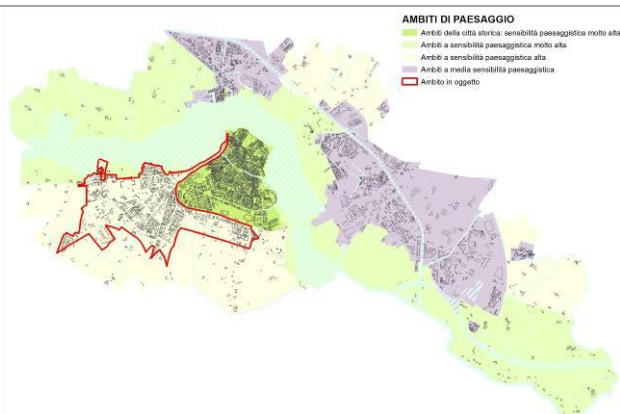 AMBITI DI PAESAGGIO
Ambiti della città storica: sensibilità paesaggistica molto alta
Ambiti a sensibilità paesaggistica molto alta
Ambiti a sensibilità paesaggistica alta
Ambiti a media sensibilità paesaggistica
Ambito in oggetto